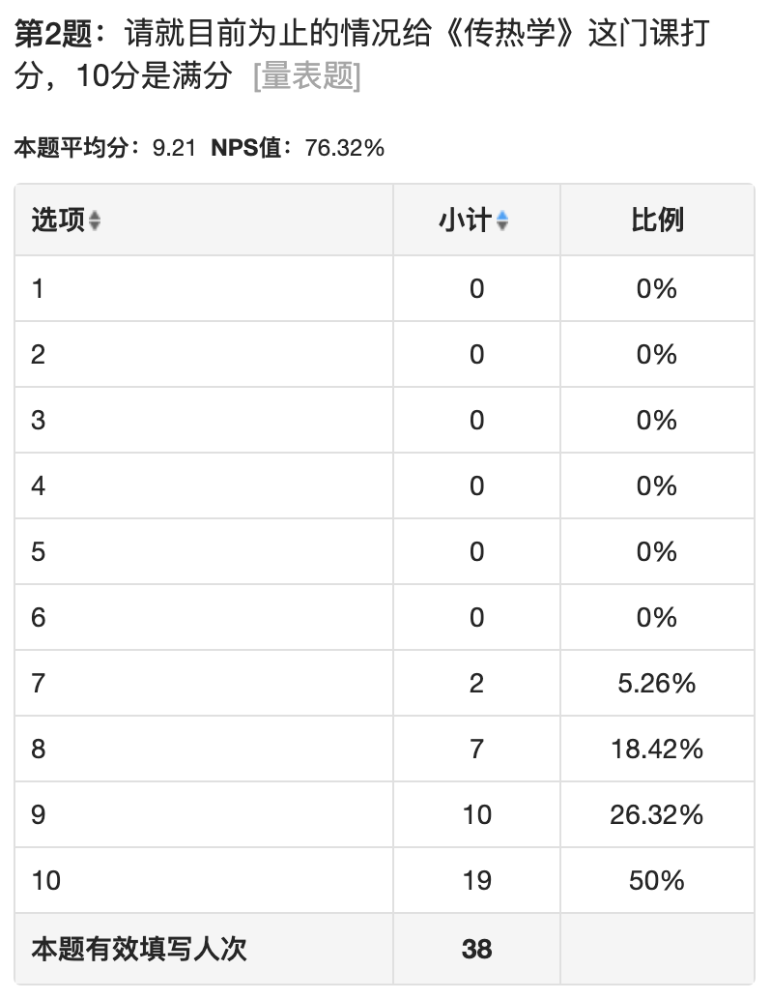 第2题：请就目前为止的情况给《传热学》这门课打
分，10分是满分 [量表题]
本题平均分：9.21 NPS值：76.32%
选项 小计 比例
1 0 0%
2 0 0%
3 0 0%
4 0 0%
5 0 0%
6 0 0%
7 2 5.26%
8 7 18.42%
9 10 26.32%
10 19 50%
本题有效填写人次 38